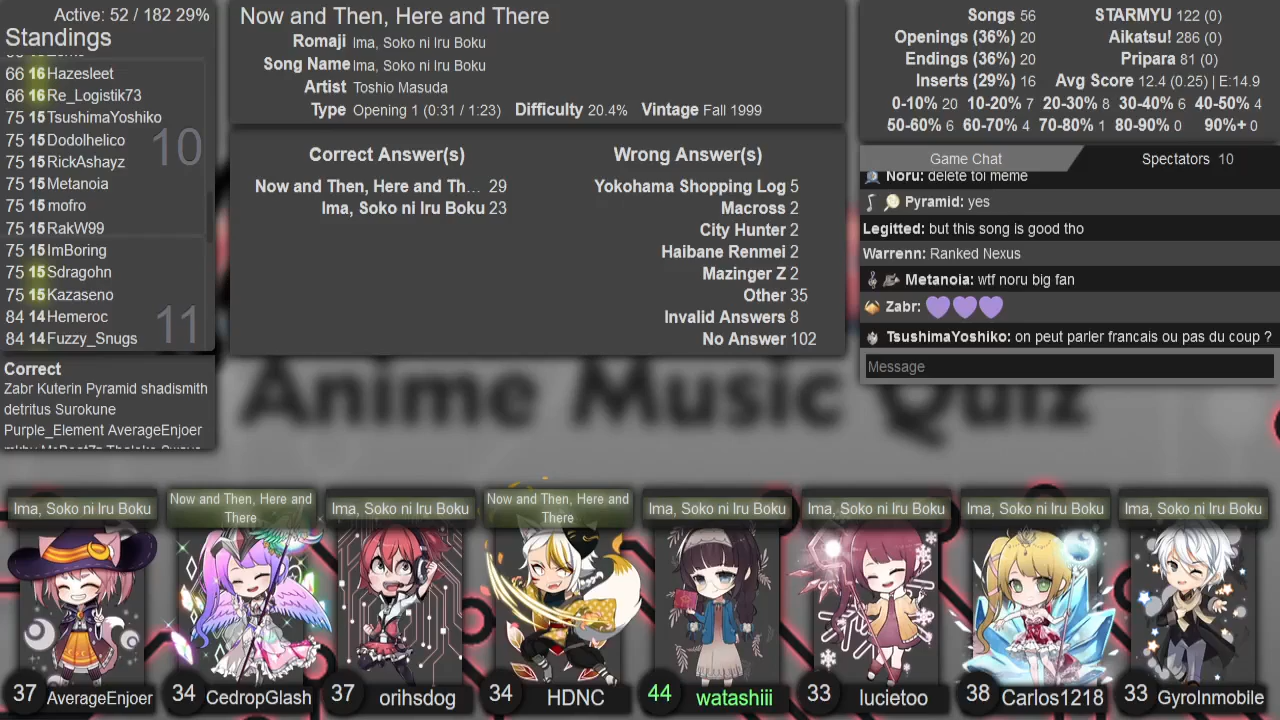 Active: 52 / 182 29%
Standings
66 16 Hazesleet
66 16 Re_Logistik73
75 15 TsushimaYoshiko
75 15 Dodolhelico
10
75 15 RickAshayz
75 15 Metanoia
75 15 mofro
75 15 RakW99
75 15 ImBoring
75 15 Sdragohn
75 15 Kazaseno
84 14 Hemeroc
11
84 14 Fuzzy_Snugs
Correct
Zabr Kuterin Pyramid shadismith
detritus Surokune
Purple_Element AverageEnjoer
Now and Then, Here and There
Romaji Ima, Soko ni Iru Boku
Song Name Ima, Soko ni Iru Boku
Artist Toshio Masuda
Type Opening 1 (0:31 / 1:23) Difficulty 20.4% Vintage Fall 1999
Correct Answer(s)
Now and Then, Here and Th... 29
Ima, Soko ni Iru Boku 23
Wrong Answer(s)
Yokohama Shopping Log 5
Macross 2
City Hunter 2
Haibane Renmei 2
Mazinger Z 2
Other 35
Invalid Answers 8
No Answer 102
Songs 56 STARMYU 122 (0)
Openings (36%) 20 Aikatsu! 286 (0)
Endings (36%) 20 Pripara 81 (0)
Inserts (29%) 16 Avg Score 12.4 (0.25) | E:14.9
0-10% 20 10-20% 7 20-30% 8 30-40% 6 40-50% 4
50-60% 6 60-70% 4 70-80% 1 80-90% 0 90%+ 0
Game Chat Spectators 10
Noru: delete toi meme
Pyramid: yes
Legitted: but this song is good tho
Warrenn: Ranked Nexus
Metanoia: wtf noru big fan
Zabr: 💜💜💜
TsushimaYoshiko: on peut parler francais ou pas du coup ?
Message
Anime Music Quiz
Ima, Soko ni Iru Boku
Now and Then, Here and
There
Ima, Soko ni Iru Boku
Now and Then, Here and
There
Ima, Soko ni Iru Boku
Ima, Soko ni Iru Boku
Ima, Soko ni Iru Boku
Ima, Soko ni Iru Boku
37 AverageEnjoer
34 CedropGlash
37 orihsdog
34 HDNC
44 watashiii
33 lucietoo
38 Carlos1218
33 GyroInmobile